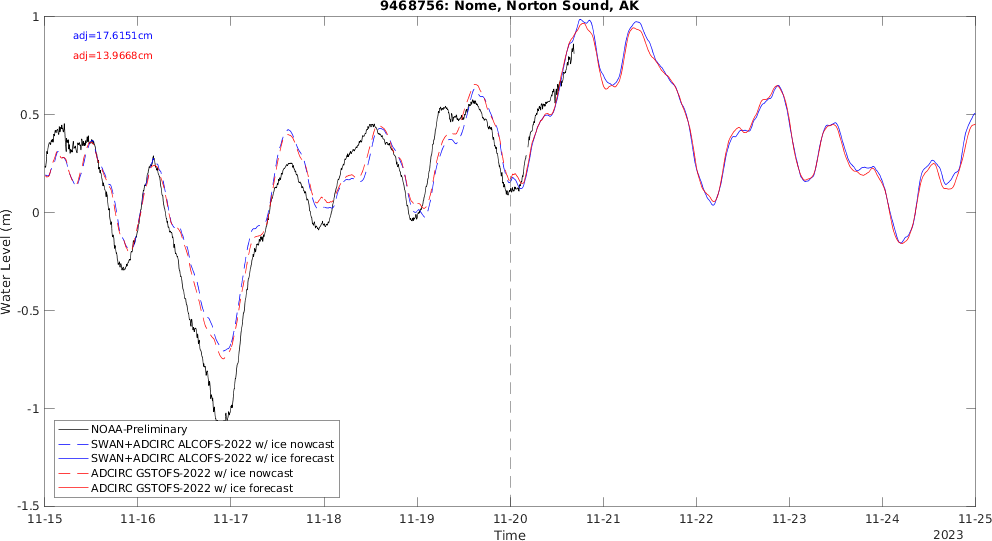 9468756: Nome, Norton Sound, AK
adj=17.6151cm
adj=13.9668cm
1
0.5
0
-0.5
-1
-1.5
Water Level (m)
NOAA-Preliminary
SWAN+ADCIRC ALCOFS-2022 w/ ice nowcast
SWAN+ADCIRC ALCOFS-2022 w/ ice forecast
ADCIRC GSTOFS-2022 w/ ice nowcast
ADCIRC GSTOFS-2022 w/ ice forecast
11-15 11-16 11-17 11-18 11-19 11-20 11-21 11-22 11-23 11-24 11-25
Time
2023